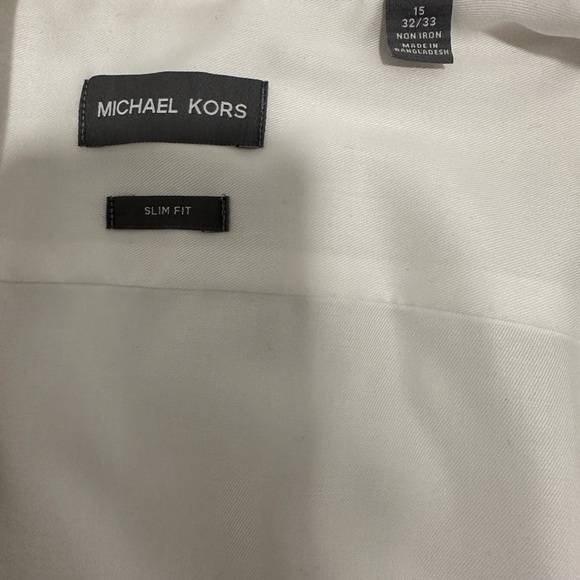 15
32/33
NON IRON
MADE IN
BANGLADESH
MICHAEL KORS
SLIM FIT